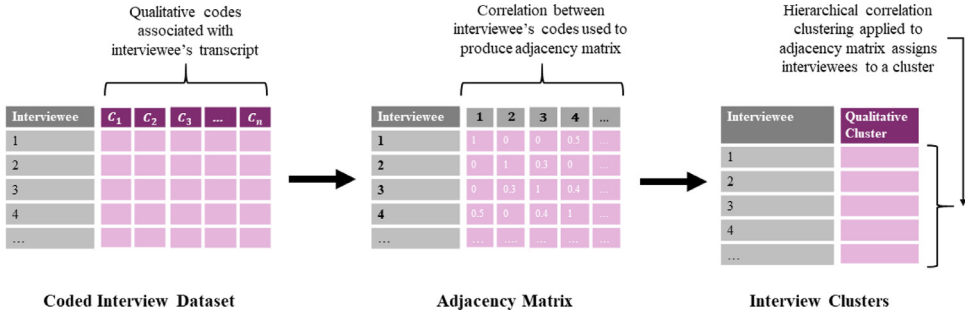 Qualitative codes
associated with
interviewee's transcript
Correlation between
interviewee's codes used to
produce adjacency matrix
Hierarchical correlation
clustering applied to
adjacency matrix assigns
interviewees to a cluster
Interviewee C1 C2 C3 ... Cn
1
2
3
4
...
Interviewee 1 2 3 4 ...
1 1 0 0 0.5 ...
2 0 1 0.3 0 ...
3 0 0.3 1 0.4 ...
4 0.5 0 0.4 1 ...
... ... .... ... ... ...
Interviewee Qualitative
Cluster
1
2
3
4
...
Coded Interview Dataset
Adjacency Matrix
Interview Clusters